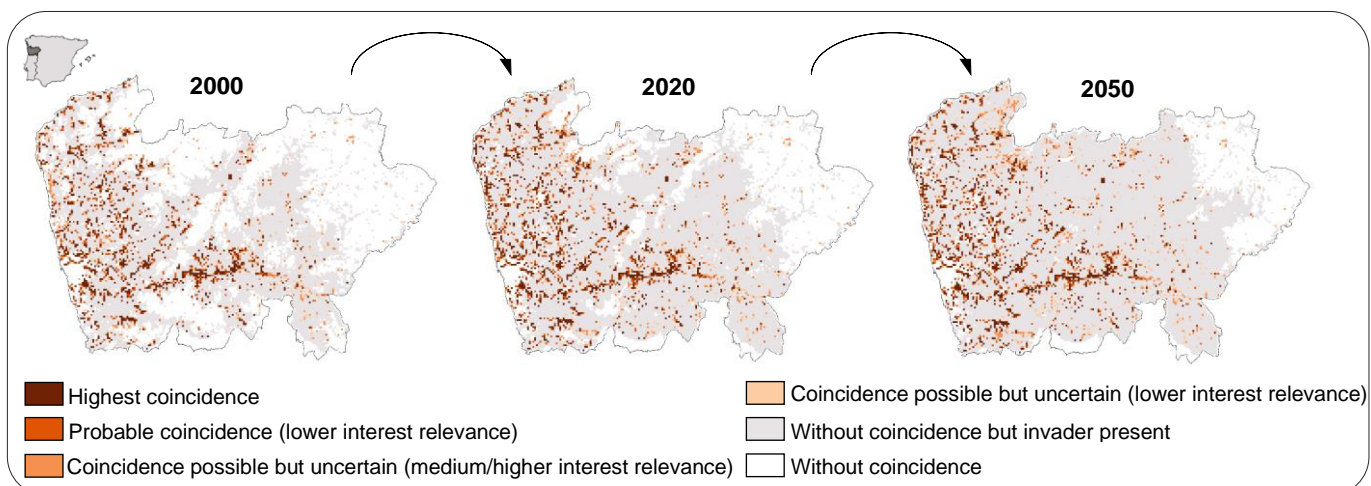 2000
2020
2050
Highest coincidence
Probable coincidence (lower interest relevance)
Coincidence possible but uncertain (medium/higher interest relevance)
Coincidence possible but uncertain (lower interest relevance)
Without coincidence but invader present
Without coincidence